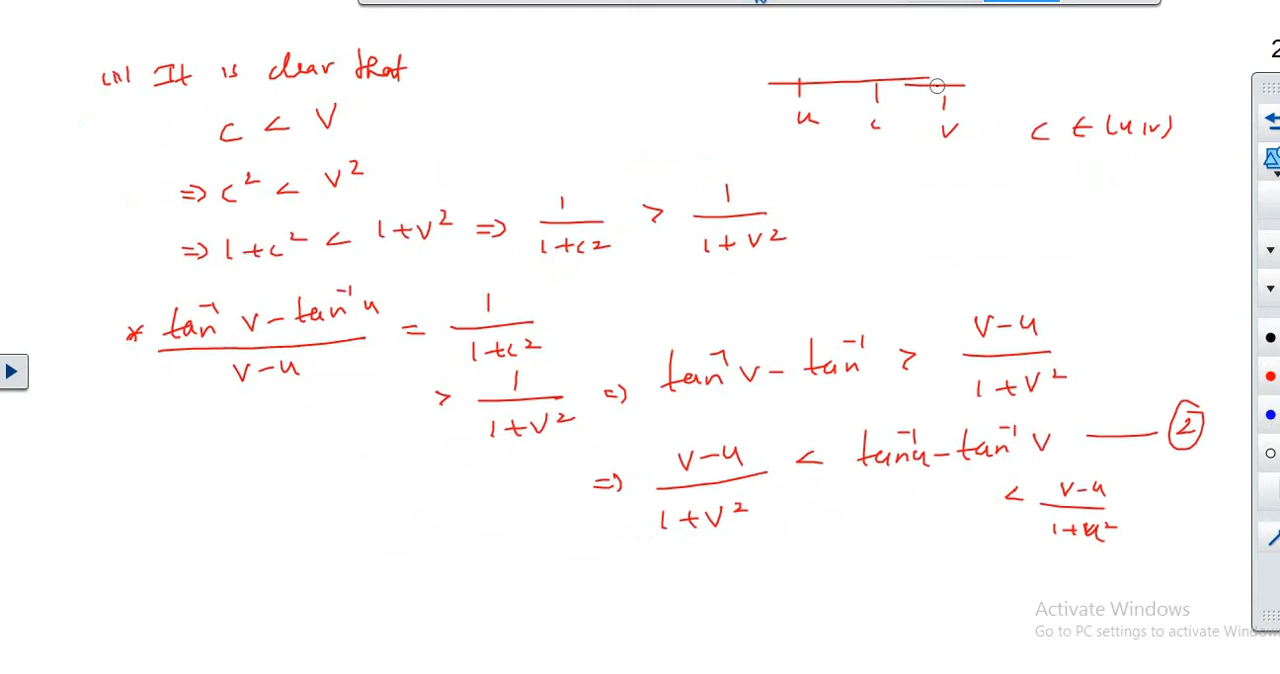 (ii) It is clear that
c < V
⇒ c² < V²
⇒ 1+c² < 1+V² ⇒ 1/(1+c²) > 1/(1+V²)
u c V c ∈ (u,v)
* (tan⁻¹ V − tan⁻¹ u)/(V−u) = 1/(1+c²)
> 1/(1+V²) ⇒ tan⁻¹ V − tan⁻¹ > (V−u)/(1+V²)
⇒ (V−u)/(1+V²) < tan⁻¹u − tan⁻¹ V —— ②
< (V−u)/(1+u²)
2
Activate Windows
Go to PC settings to activate Windows